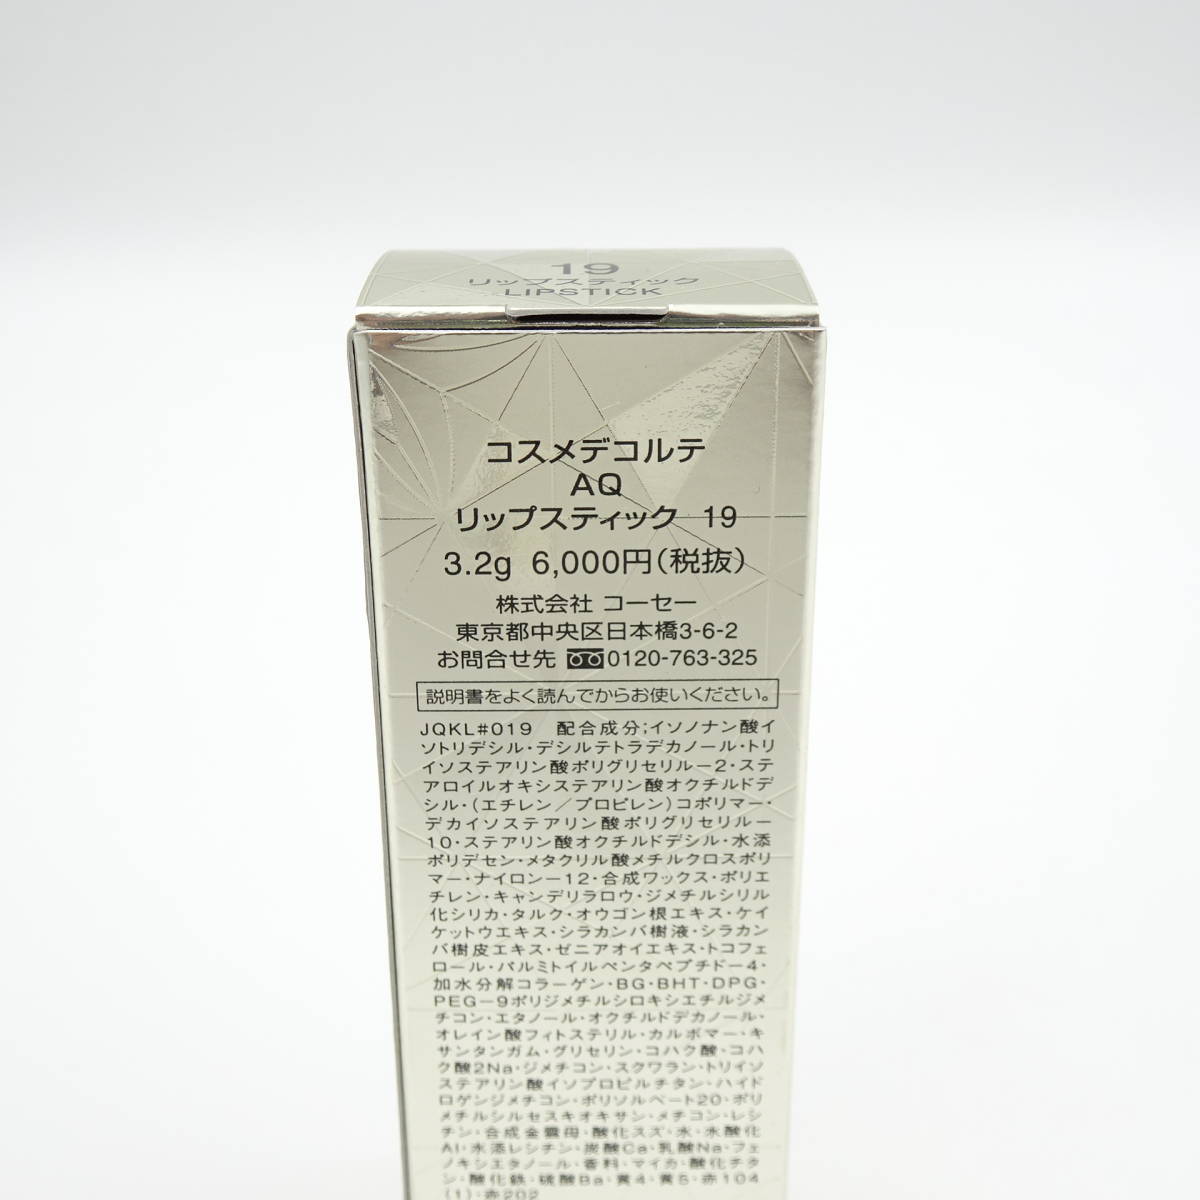 19
リップスティック
LIPSTICK
コスメデコルテ
AQ
リップスティック 19
3.2g 6,000円(税抜)
株式会社 コーセー
東京都中央区日本橋3-6-2
お問合せ先 0120-763-325
説明書をよく読んでからお使いください。
JQKL#019 配合成分;イソノナン酸イ
ソトリデシル・デシルテトラデカノール・トリ
イソステアリン酸ポリグリセリル－2・ステ
アロイルオキシステアリン酸オクチルドデ
シル・(エチレン／プロピレン)コポリマー・
デカイソステアリン酸ポリグリセリル－
10・ステアリン酸オクチルドデシル・水添
ポリデセン・メタクリル酸メチルクロスポリ
マー・ナイロン－12・合成ワックス・ポリエ
チレン・キャンデリラロウ・ジメチルシリル
化シリカ・タルク・オウゴン根エキス・ケイ
ケットウエキス・シラカンバ樹液・シラカン
バ樹皮エキス・ゼニアオイエキス・トコフェ
ロール・パルミトイルペンタペプチド－4・
加水分解コラーゲン・BG・BHT・DPG・
PEG－9ポリジメチルシロキシエチルジメ
チコン・エタノール・オクチルドデカノール・
オレイン酸フィトステリル・カルボマー・キ
サンタンガム・グリセリン・コハク酸・コハ
ク酸2Na・ジメチコン・スクワラン・トリイソ
ステアリン酸イソプロピルチタン・ハイド
ロゲンジメチコン・ポリソルベート20・ポリ
メチルシルセスキオキサン・メチコン・レシ
チン・合成金雲母・酸化スズ・水・水酸化
Al・水添レシチン・炭酸Ca・乳酸Na・フェ
ノキシエタノール・香料・マイカ・酸化チタ
ン・酸化鉄・硫酸Ba・黄4・黄5・赤104
(1)・赤202